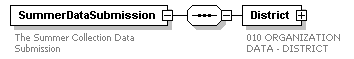 SummerDataSubmission
District
The Summer Collection Data
Submission
010 ORGANIZATION
DATA - DISTRICT